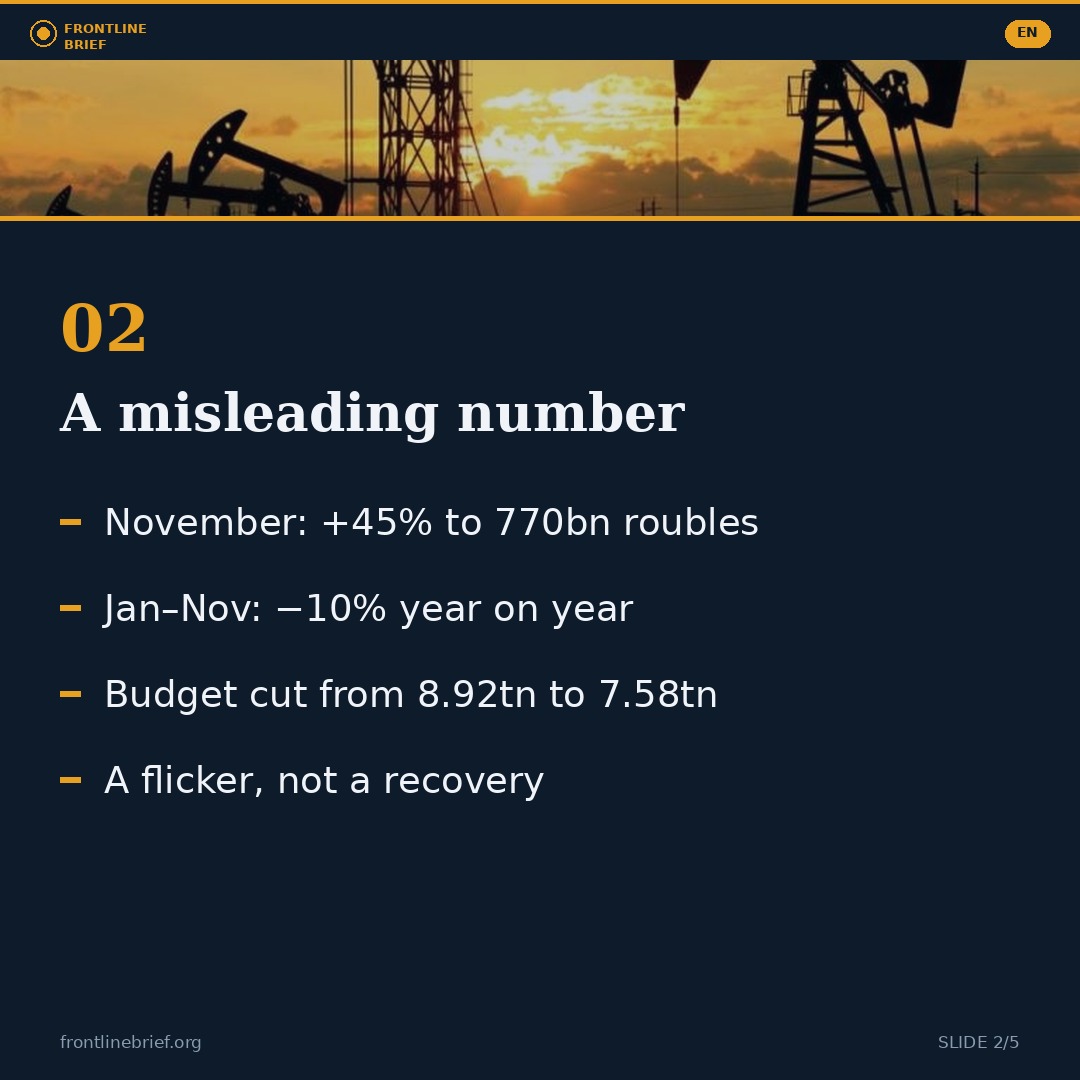 FRONTLINE
BRIEF
EN
02
A misleading number
– November: +45% to 770bn roubles
– Jan–Nov: −10% year on year
– Budget cut from 8.92tn to 7.58tn
– A flicker, not a recovery
frontlinebrief.org
SLIDE 2/5